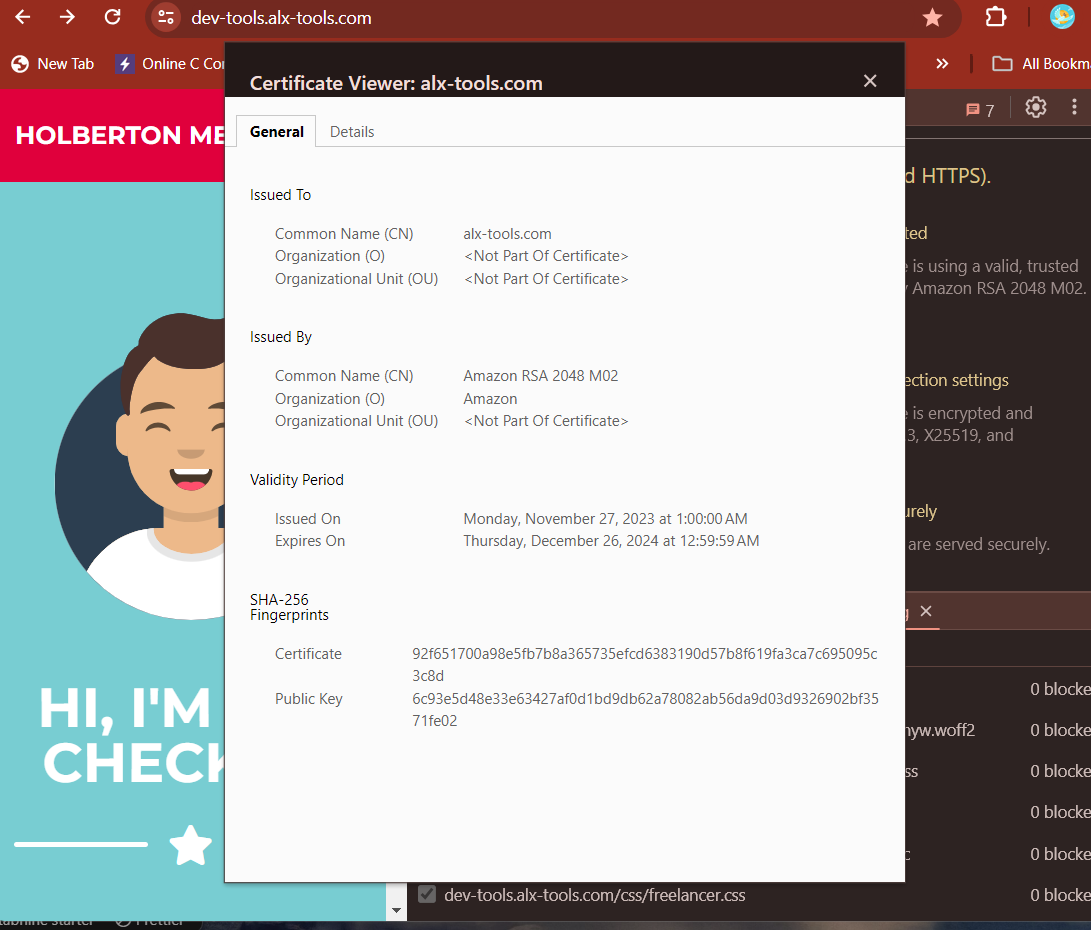 dev-tools.alx-tools.com
New Tab
Online C Co
All Bookm
Certificate Viewer: alx-tools.com
HOLBERTON ME
7
General
Details
d HTTPS).
Issued To
Common Name (CN) alx-tools.com
Organization (O) <Not Part Of Certificate>
Organizational Unit (OU) <Not Part Of Certificate>
ted
is using a valid, trusted
Amazon RSA 2048 M02.
Issued By
Common Name (CN) Amazon RSA 2048 M02
Organization (O) Amazon
Organizational Unit (OU) <Not Part Of Certificate>
ection settings
e is encrypted and
3, X25519, and
Validity Period
Issued On Monday, November 27, 2023 at 1:00:00 AM
Expires On Thursday, December 26, 2024 at 12:59:59 AM
urely
are served securely.
SHA-256
Fingerprints
Certificate 92f651700a98e5fb7b8a365735efcd6383190d57b8f619fa3ca7c695095c
3c8d
Public Key 6c93e5d48e33e63427af0d1bd9db62a78082ab56da9d03d9326902bf35
71fe02
HI, I'M
CHECK
0 blocke
nyw.woff2 0 blocke
ss 0 blocke
0 blocke
c 0 blocke
dev-tools.alx-tools.com/css/freelancer.css 0 blocke